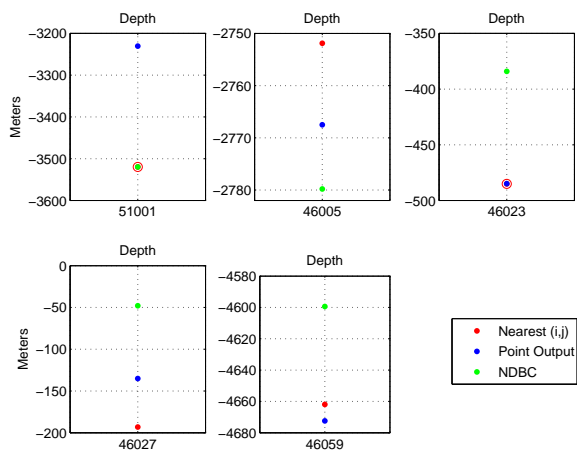 Depth
Meters
−3200
−3300
−3400
−3500
−3600
51001
Depth
−2750
−2760
−2770
−2780
46005
Depth
−350
−400
−450
−500
46023
Depth
Meters
0
−50
−100
−150
−200
46027
Depth
−4580
−4600
−4620
−4640
−4660
−4680
46059
Nearest (i,j)
Point Output
NDBC